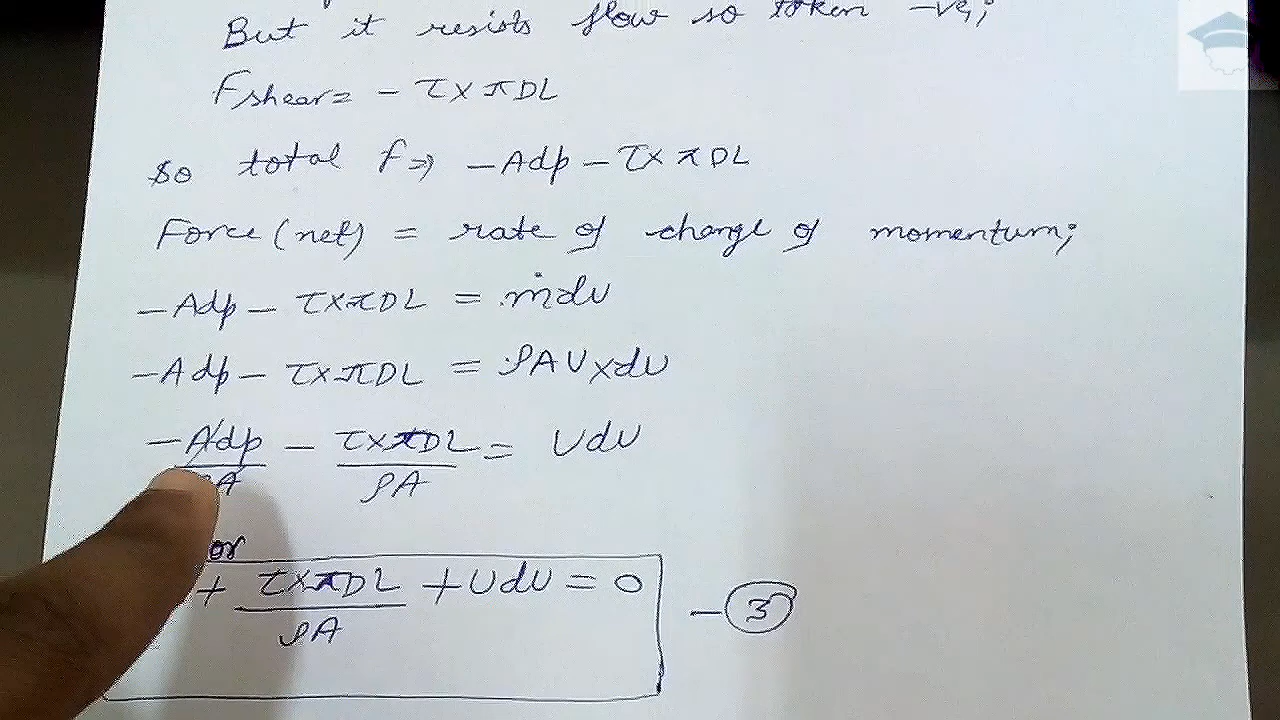 But it resists flow so taken -ve;
Fshear = - τ × πDL
So total f ⇒ -Adp - τ × πDL
Force (net) = rate of change of momentum;
-Adp - τ×πDL = ṁdv
-Adp - τ×πDL = ρAV×dv
-Adp/ρA - τ×πDL/ρA = Vdv
or
+ τ×πDL/ρA + Vdv = 0 - ③